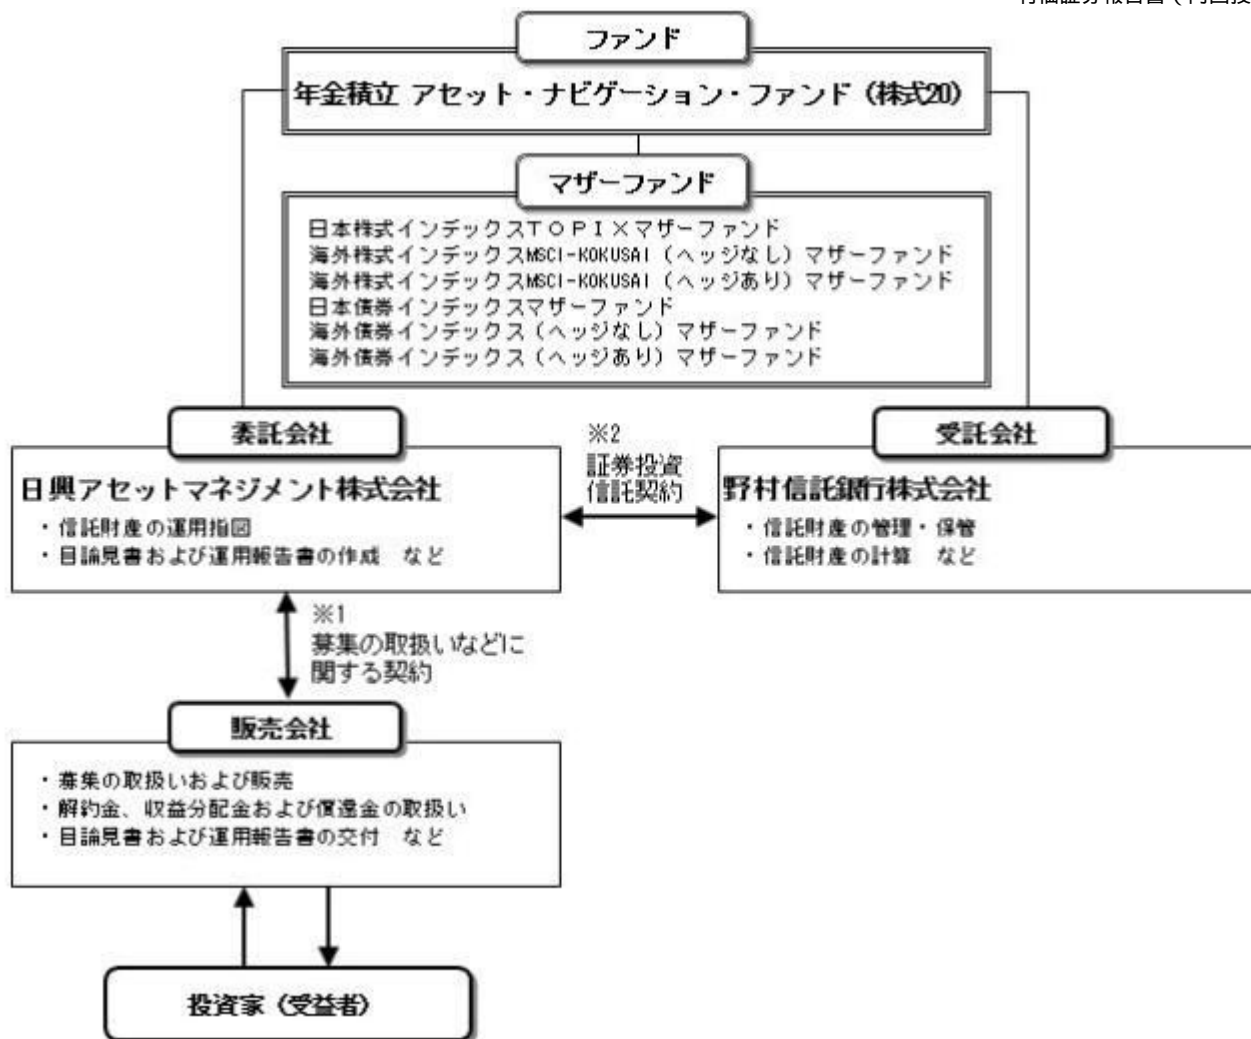 ファンド
年金積立 アセット・ナビゲーション・ファンド（株式20）
マザーファンド
日本株式インデックスＴＯＰＩＸマザーファンド
海外株式インデックスMSCI-KOKUSAI（ヘッジなし）マザーファンド
海外株式インデックスMSCI-KOKUSAI（ヘッジあり）マザーファンド
日本債券インデックスマザーファンド
海外債券インデックス（ヘッジなし）マザーファンド
海外債券インデックス（ヘッジあり）マザーファンド
委託会社
日興アセットマネジメント株式会社
・信託財産の運用指図
・目論見書および運用報告書の作成　など
※2
証券投資
信託契約
受託会社
野村信託銀行株式会社
・信託財産の管理・保管
・信託財産の計算　など
※1
募集の取扱いなどに
関する契約
販売会社
・募集の取扱いおよび販売
・解約金、収益分配金および償還金の取扱い
・目論見書および運用報告書の交付　など
投資家（受益者）